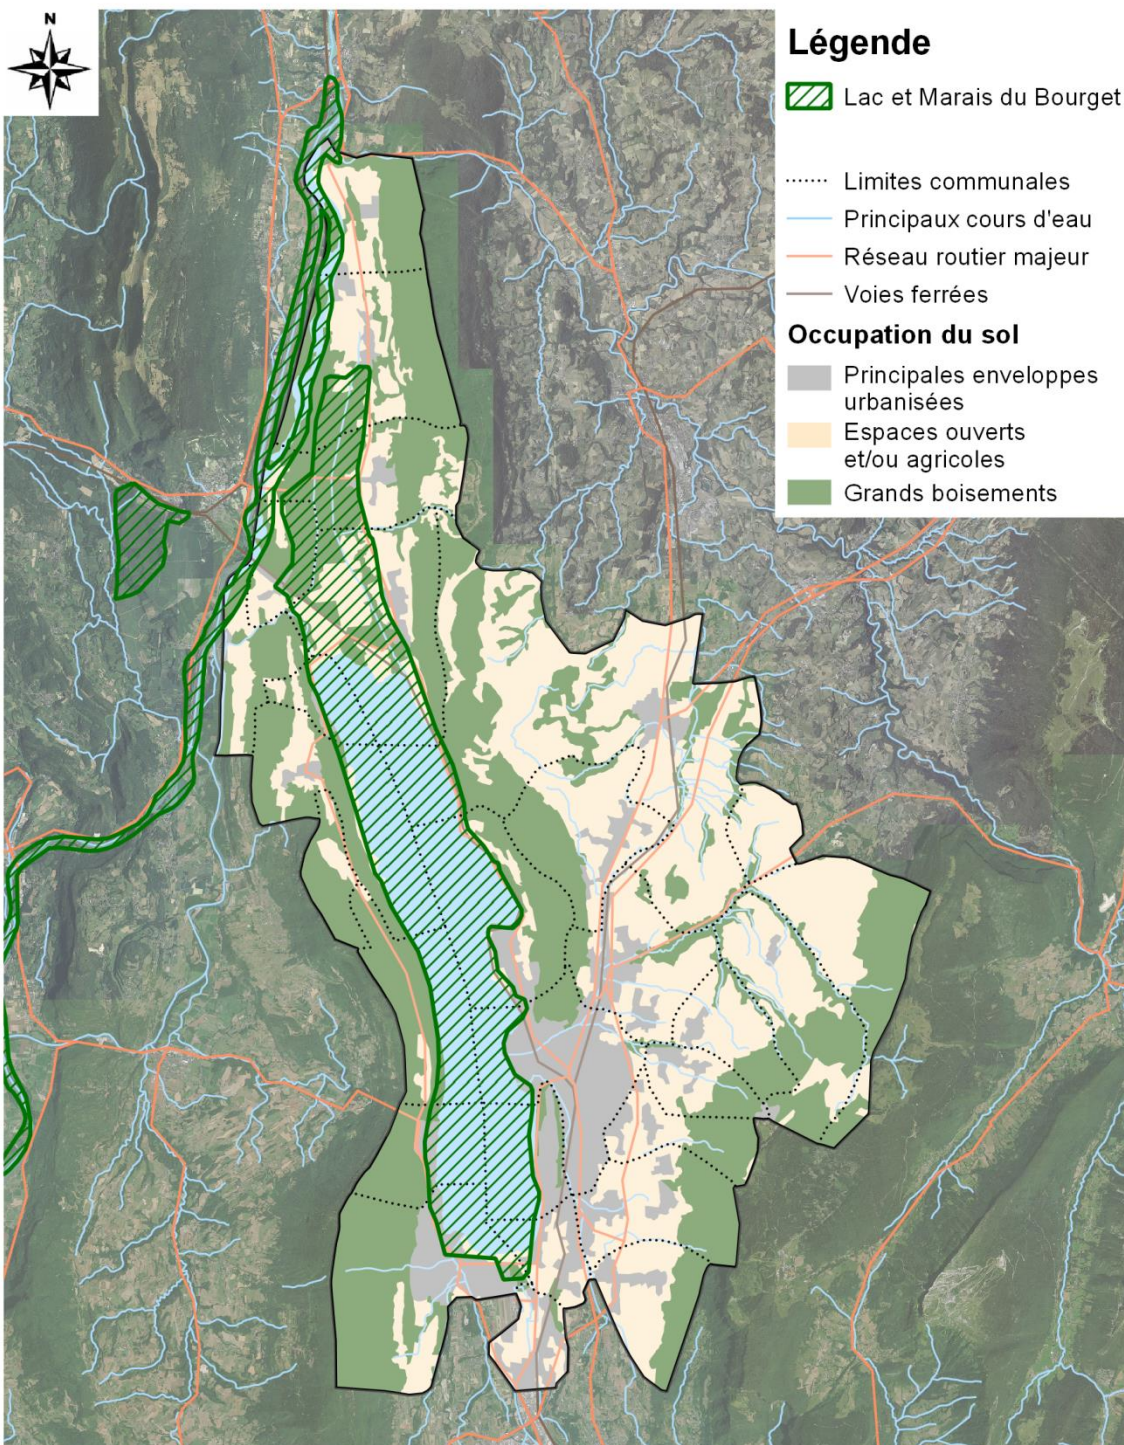 N
Légende
Lac et Marais du Bourget
Limites communales
Principaux cours d'eau
Réseau routier majeur
Voies ferrées
Occupation du sol
Principales enveloppes
urbanisées
Espaces ouverts
et/ou agricoles
Grands boisements